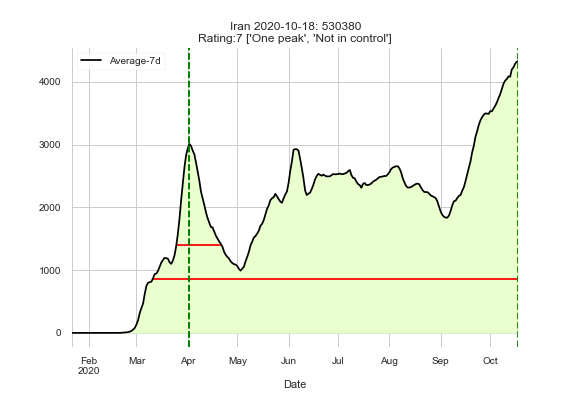 Iran 2020-10-18: 530380
Rating:7 ['One peak', 'Not in control']
Average-7d
4000
3000
2000
1000
0
Feb Mar Apr May Jun Jul Aug Sep Oct
2020
Date